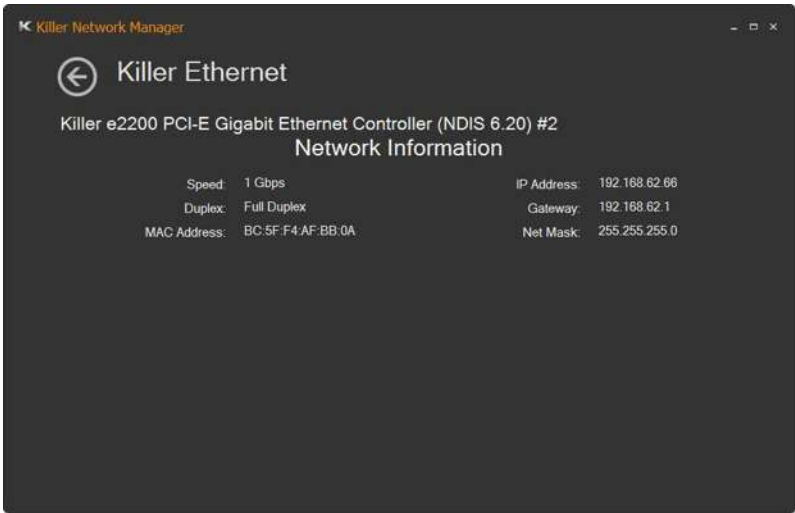 Killer Network Manager
Killer Ethernet
Killer e2200 PCI-E Gigabit Ethernet Controller (NDIS 6.20) #2
Network Information
Speed: 1 Gbps IP Address: 192.168.62.66
Duplex: Full Duplex Gateway: 192.168.62.1
MAC Address: BC:5F:F4:AF:BB:0A Net Mask: 255.255.255.0